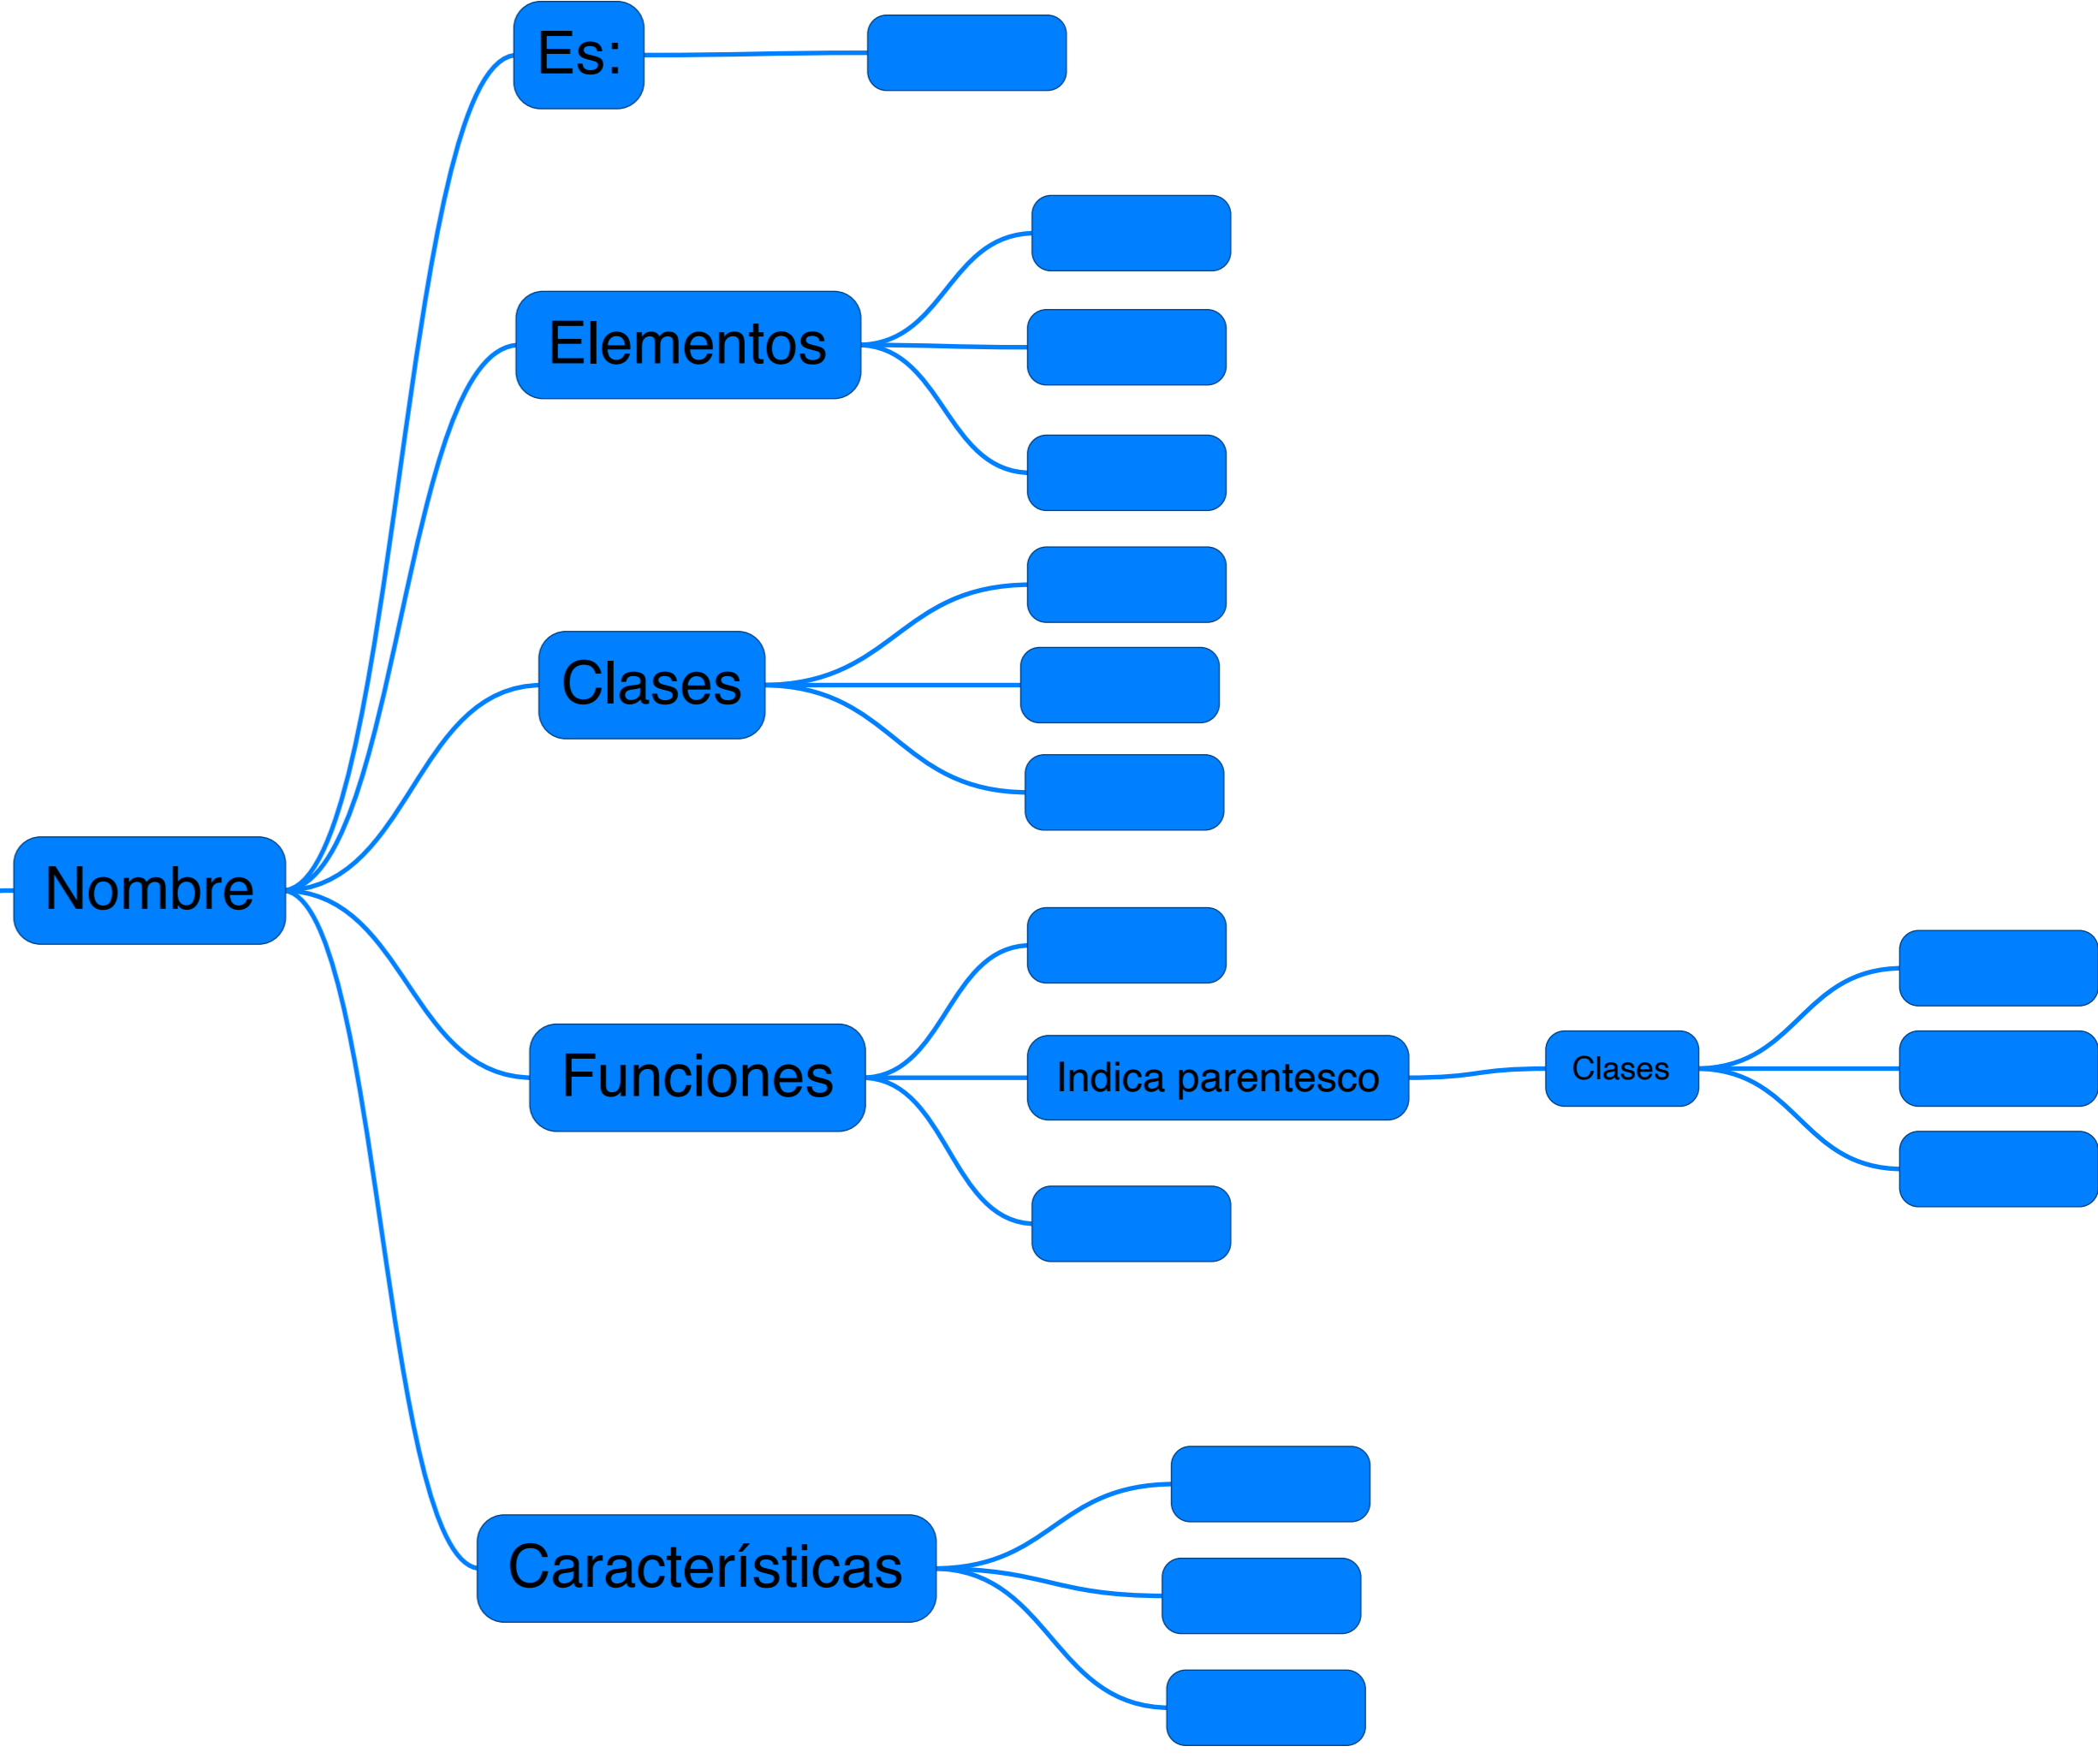 Es:
Elementos
Clases
Nombre
Funciones
Indica parentesco
Clases
Características